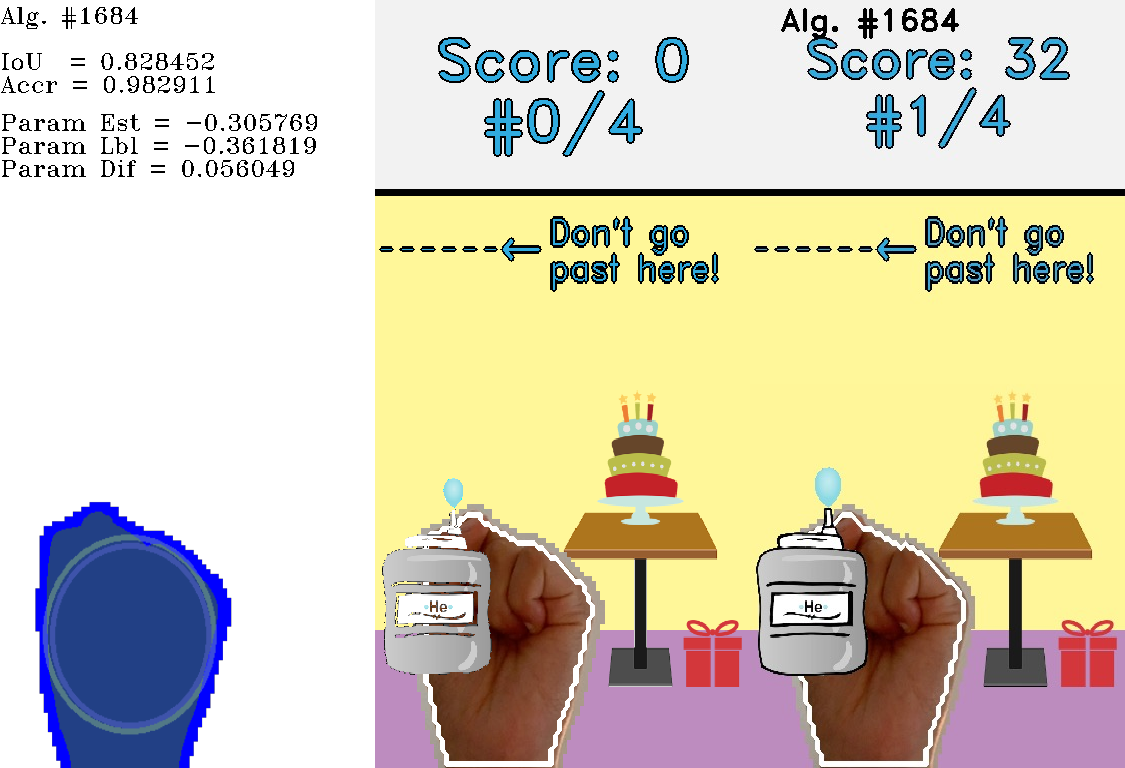 Alg. #1684
IoU = 0.828452
Accr = 0.982911
Param Est = -0.305769
Param Lbl = -0.361819
Param Dif = 0.056049
Score: 0
#0/4
------← Don't go
past here!
He
Alg. #1684
Score: 32
#1/4
------← Don't go
past here!
He